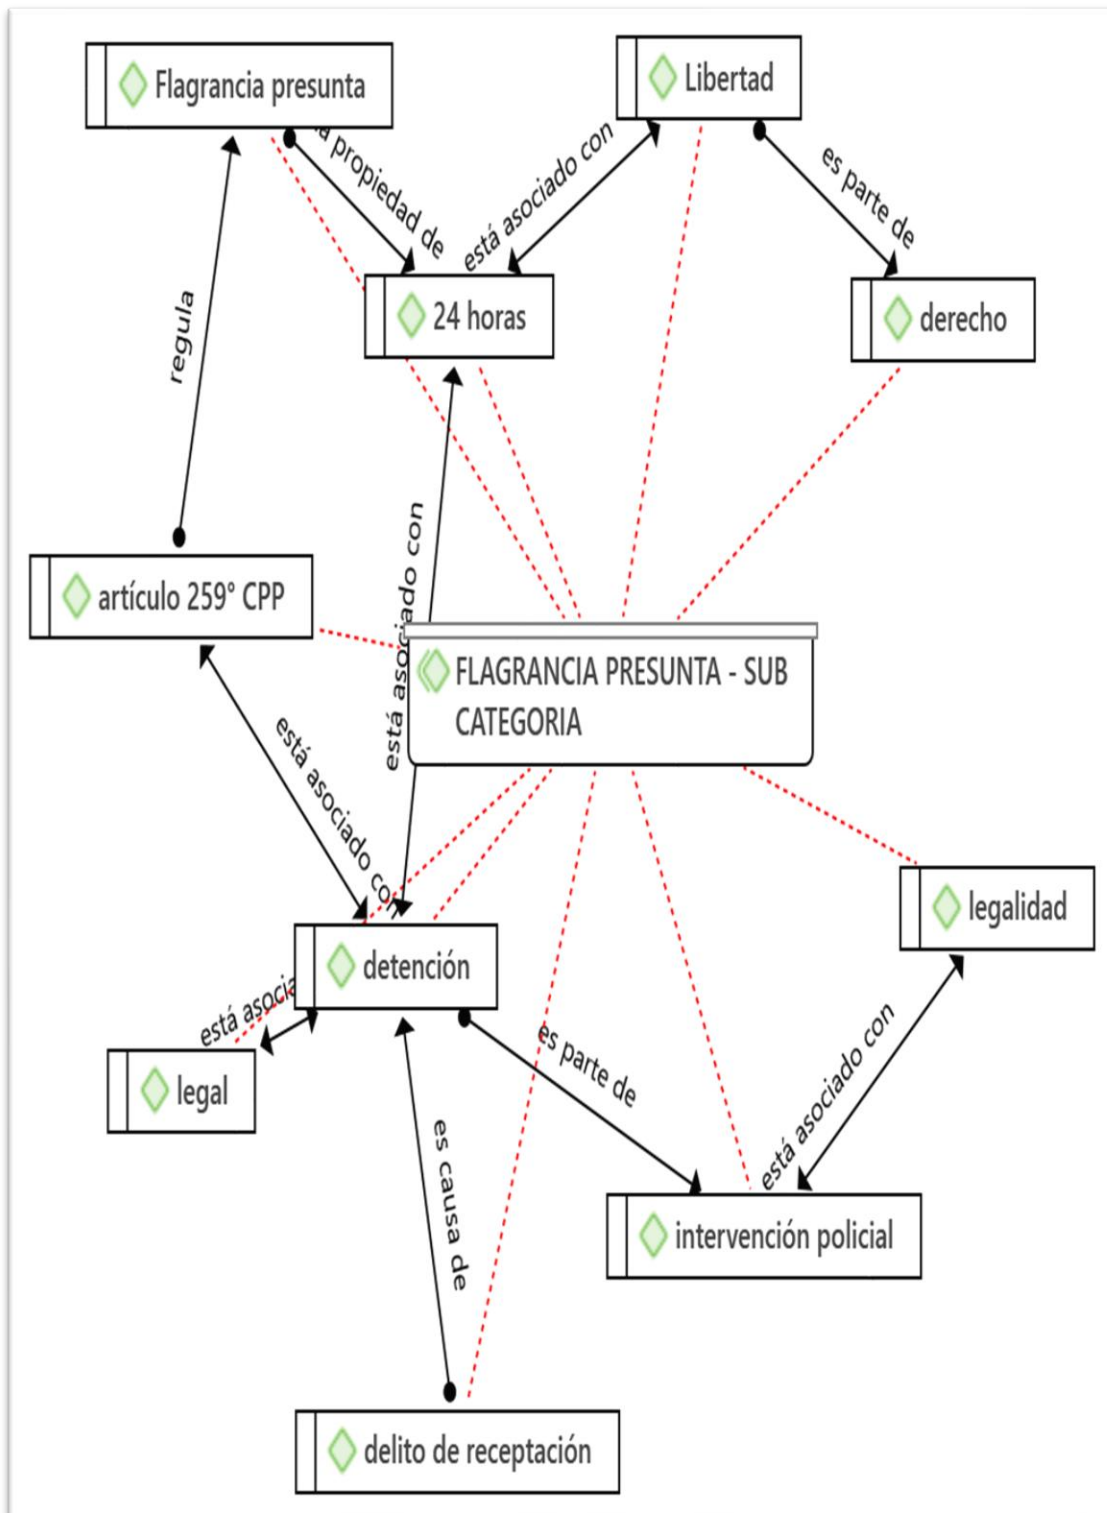 Flagrancia presunta
Libertad
la propiedad de
está asociado con
es parte de
24 horas
derecho
regula
está asociado con
artículo 259° CPP
FLAGRANCIA PRESUNTA - SUB
CATEGORIA
está asociado con
legalidad
detención
está asocia
legal
es parte de
está asociado con
es causa de
intervención policial
delito de receptación